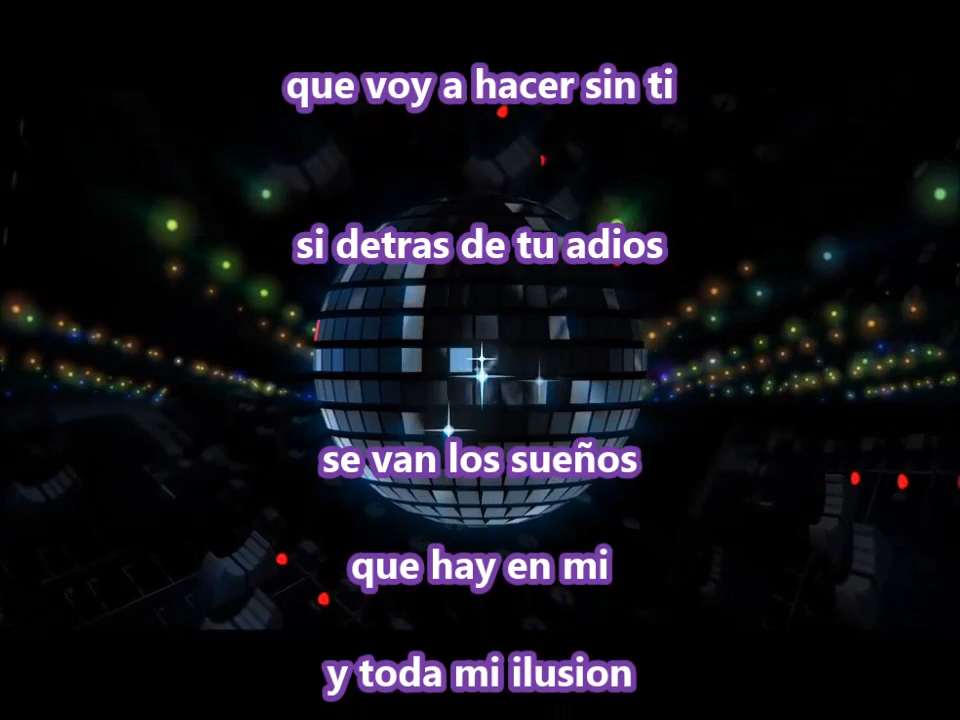 que voy a hacer sin ti
si detras de tu adios
se van los sueños
que hay en mi
y toda mi ilusion